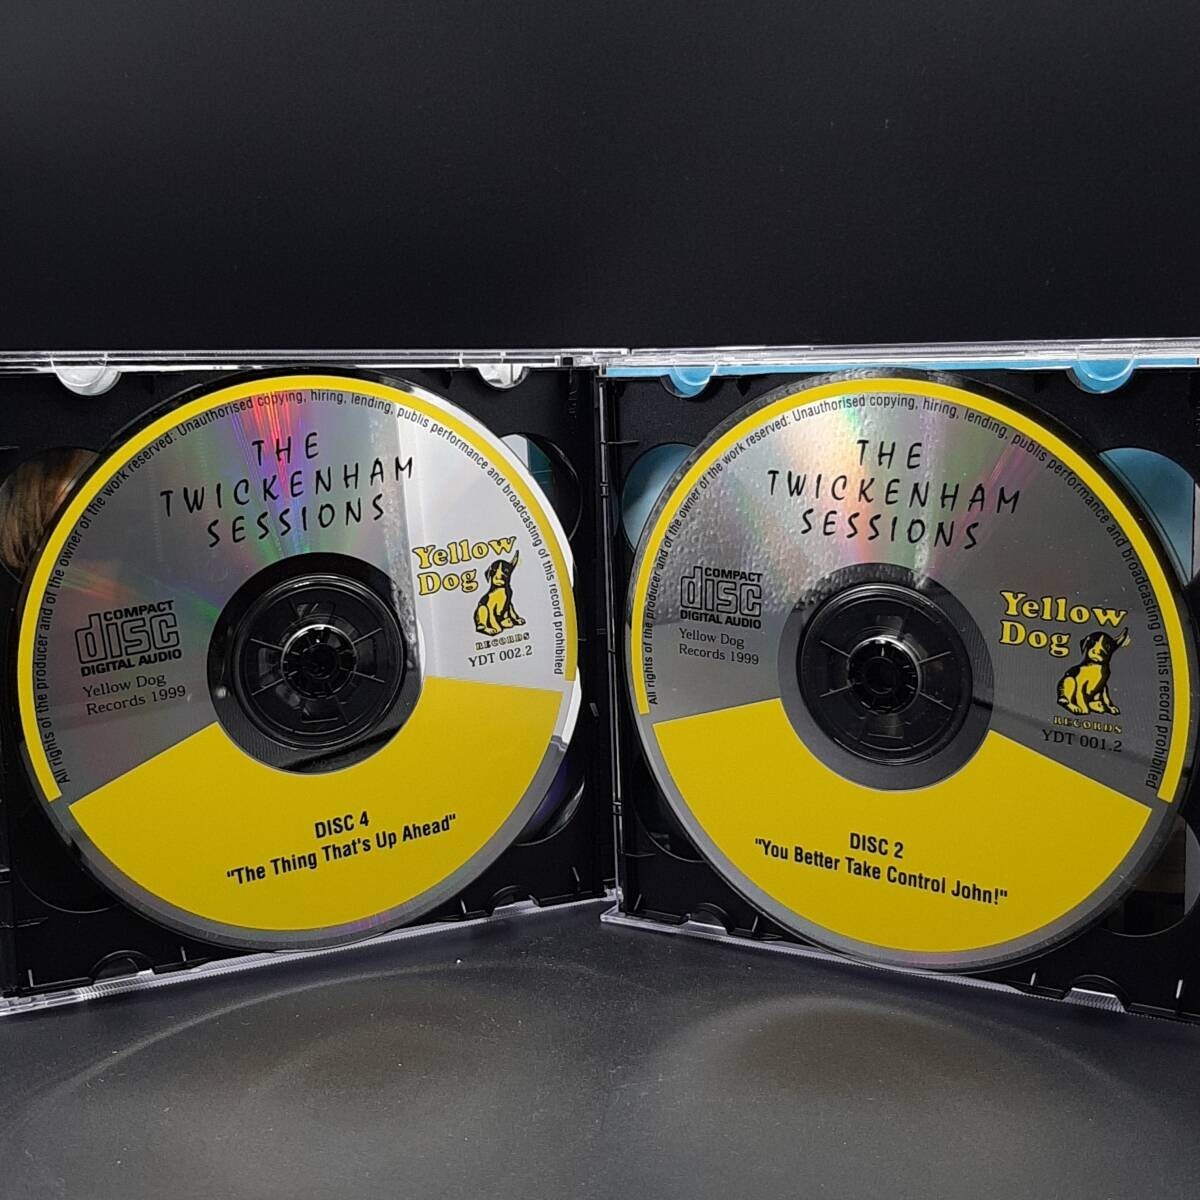 All rights of the producer and of the owner of the work reserved: Unauthorised copying, hiring, lending, publis performance and broadcasting of this record prohibited
THE
TWICKENHAM
SESSIONS
COMPACT
disc
DIGITAL AUDIO
Yellow Dog
Records 1999
Yellow
Dog
RECORDS
YDT 002.2
DISC 4
"The Thing That's Up Ahead"
All rights of the producer and of the owner of the work reserved: Unauthorised copying, hiring, lending, publis performance and broadcasting of this record prohibited
THE
TWICKENHAM
SESSIONS
COMPACT
disc
DIGITAL AUDIO
Yellow Dog
Records 1999
Yellow
Dog
RECORDS
YDT 001.2
DISC 2
"You Better Take Control John!"